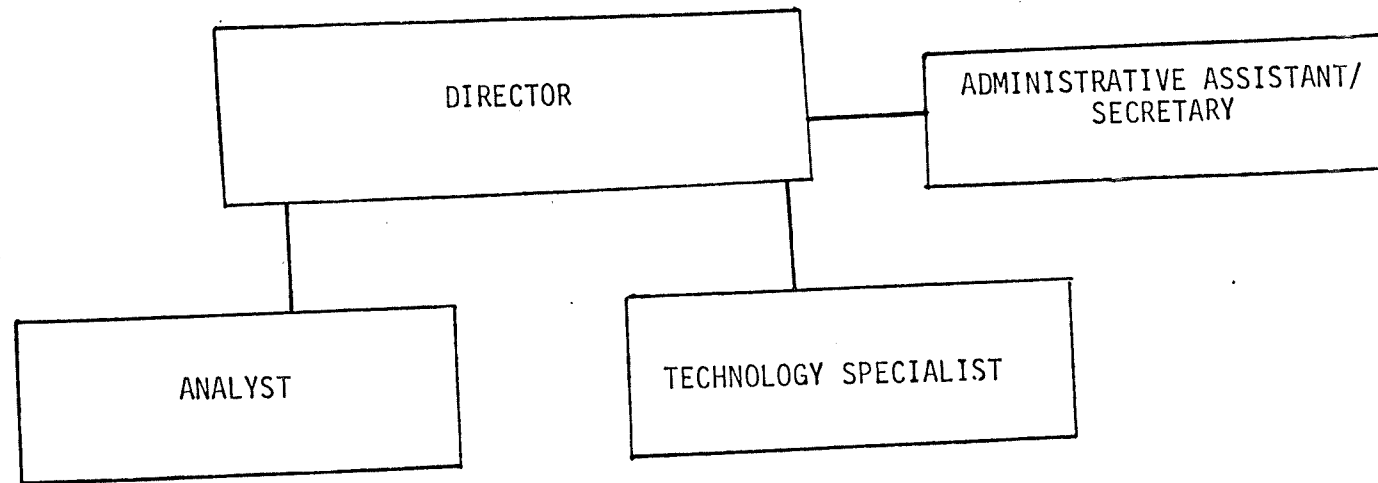 DIRECTOR
ADMINISTRATIVE ASSISTANT/
SECRETARY
ANALYST
TECHNOLOGY SPECIALIST